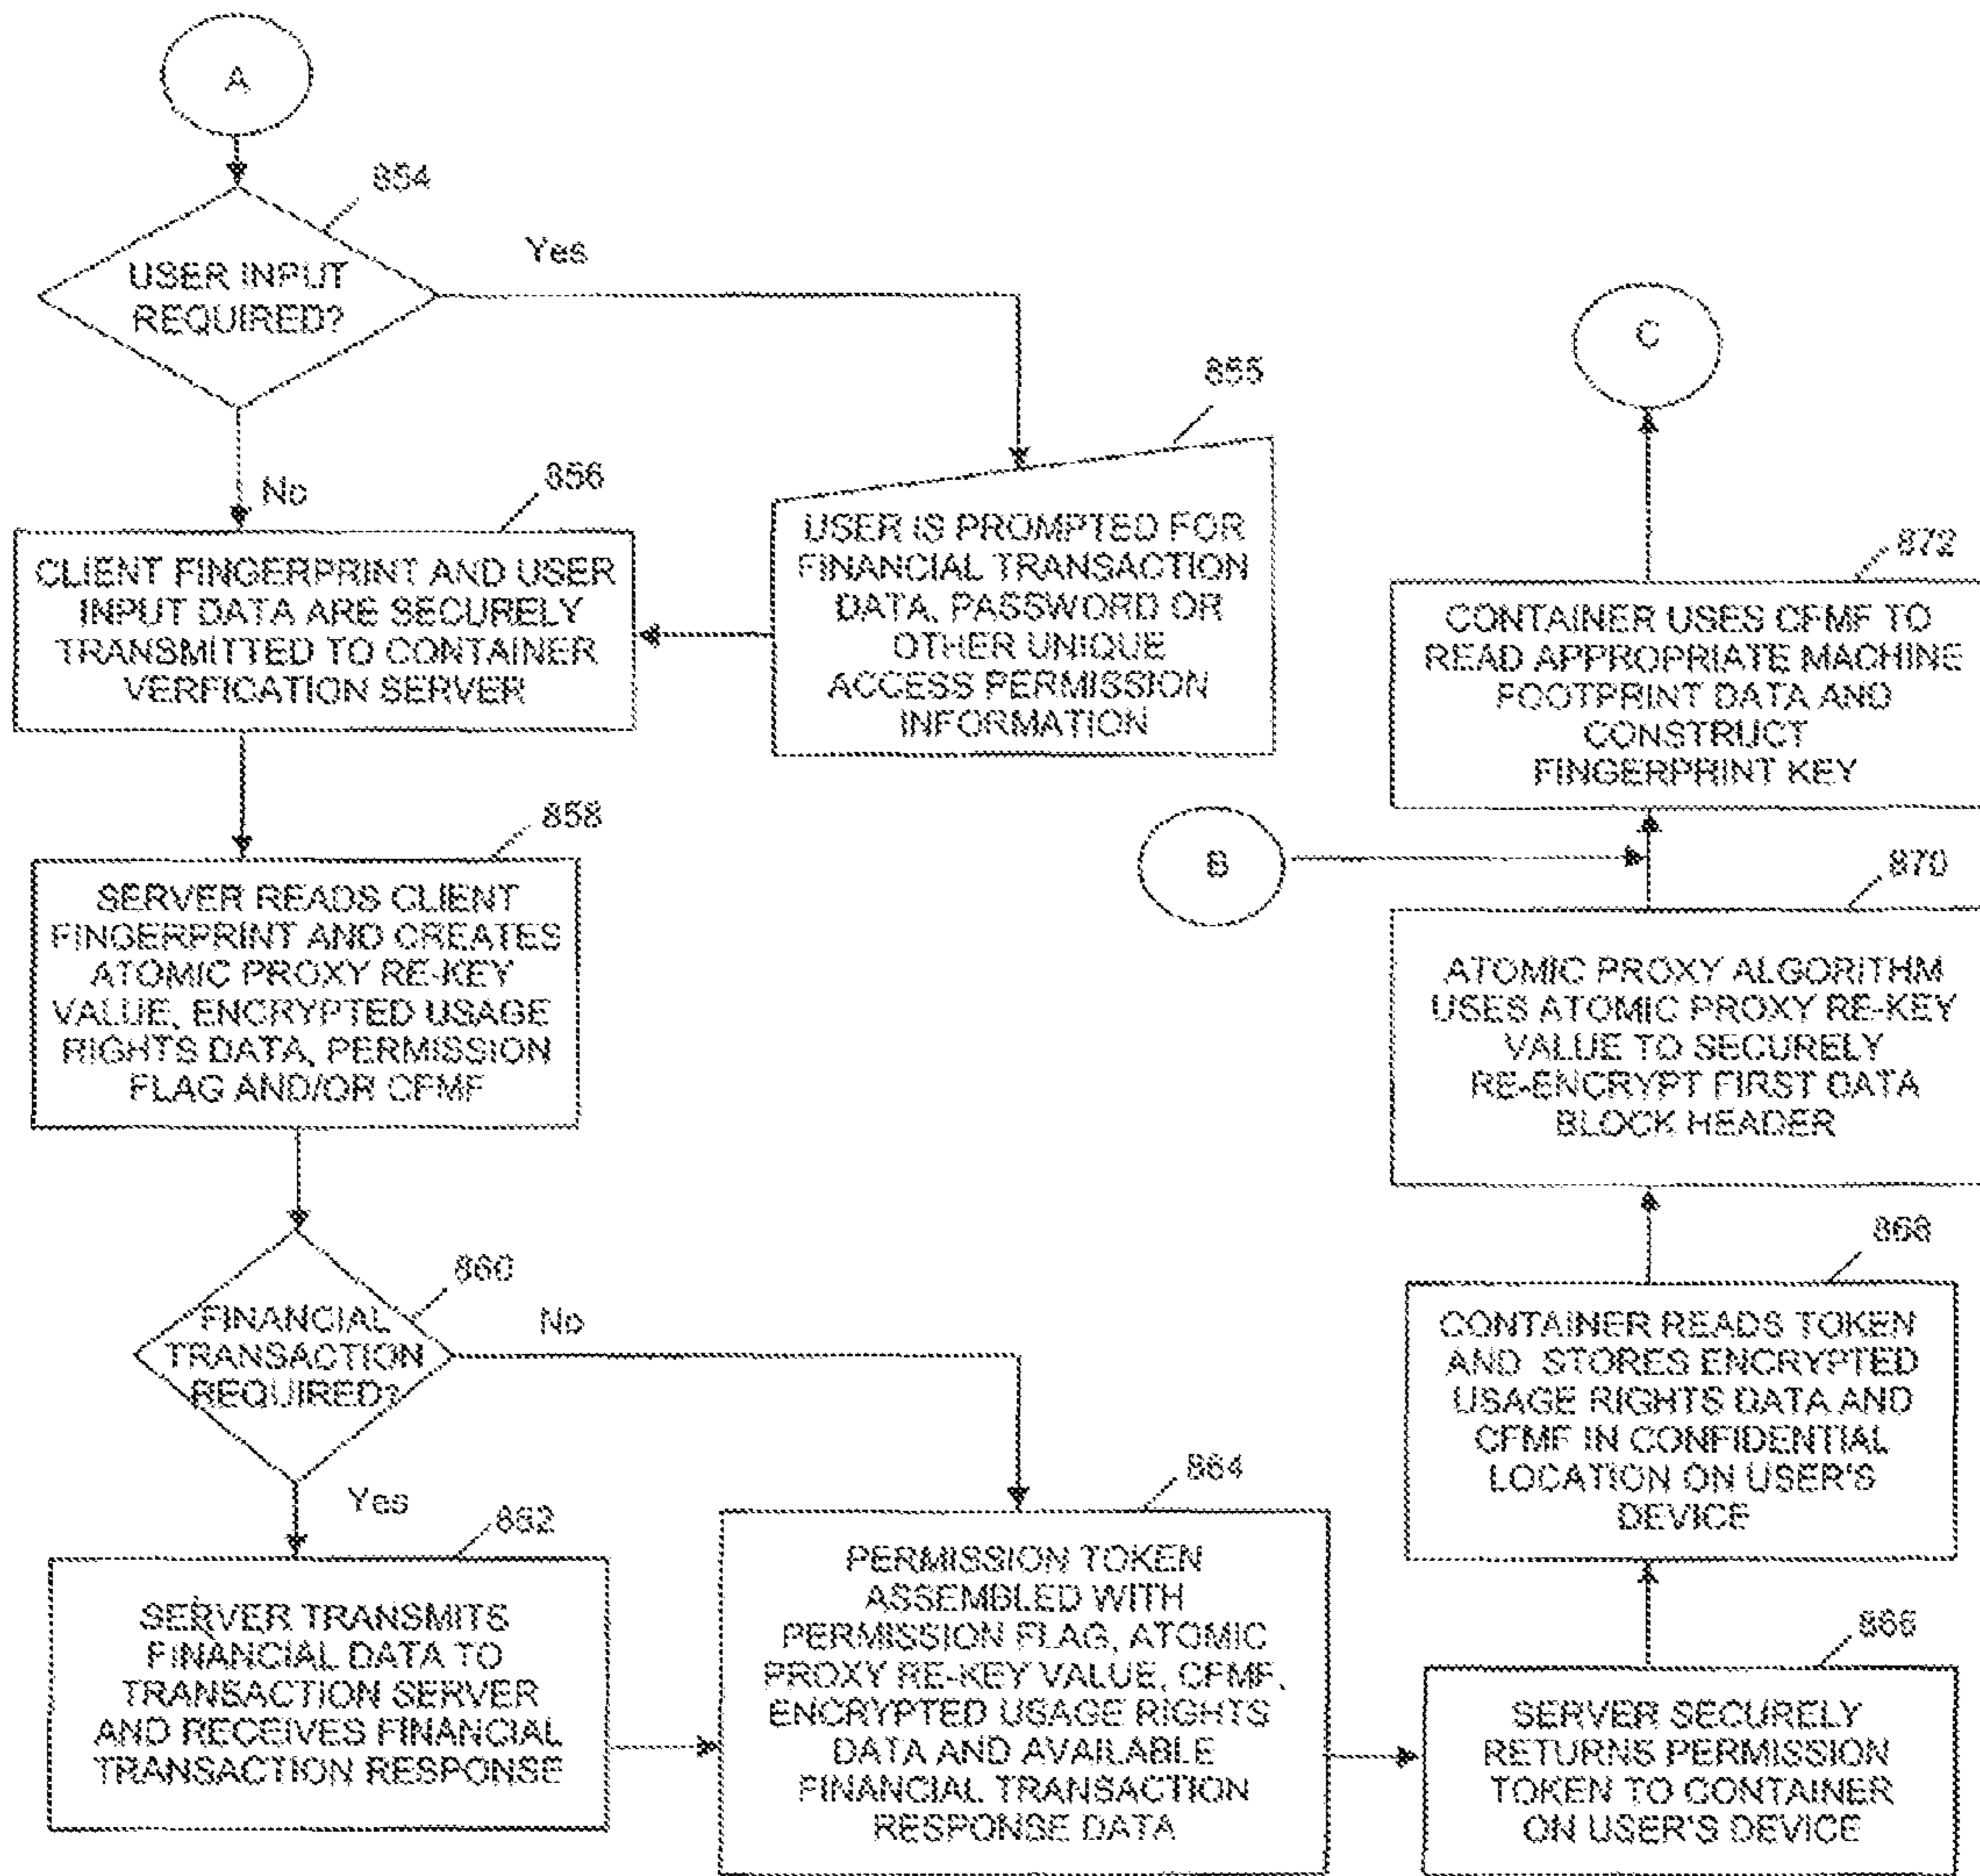 A
854
USER INPUT
REQUIRED?
Yes
No
855
USER IS PROMPTED FOR
FINANCIAL TRANSACTION
DATA, PASSWORD OR
OTHER UNIQUE
ACCESS PERMISSION
INFORMATION
856
CLIENT FINGERPRINT AND USER
INPUT DATA ARE SECURELY
TRANSMITTED TO CONTAINER
VERFICATION SERVER
858
SERVER READS CLIENT
FINGERPRINT AND CREATES
ATOMIC PROXY RE-KEY
VALUE, ENCRYPTED USAGE
RIGHTS DATA, PERMISSION
FLAG AND/OR CFMF
860
FINANCIAL
TRANSACTION
REQUIRED?
No
Yes
862
SERVER TRANSMITS
FINANCIAL DATA TO
TRANSACTION SERVER
AND RECEIVES FINANCIAL
TRANSACTION RESPONSE
864
PERMISSION TOKEN
ASSEMBLED WITH
PERMISSION FLAG, ATOMIC
PROXY RE-KEY VALUE, CFMF,
ENCRYPTED USAGE RIGHTS
DATA AND AVAILABLE
FINANCIAL TRANSACTION
RESPONSE DATA
866
SERVER SECURELY
RETURNS PERMISSION
TOKEN TO CONTAINER
ON USER'S DEVICE
868
CONTAINER READS TOKEN
AND STORES ENCRYPTED
USAGE RIGHTS DATA AND
CFMF IN CONFIDENTIAL
LOCATION ON USER'S
DEVICE
870
ATOMIC PROXY ALGORITHM
USES ATOMIC PROXY RE-KEY
VALUE TO SECURELY
RE-ENCRYPT FIRST DATA
BLOCK HEADER
B
872
CONTAINER USES CFMF TO
READ APPROPRIATE MACHINE
FOOTPRINT DATA AND
CONSTRUCT
FINGERPRINT KEY
C